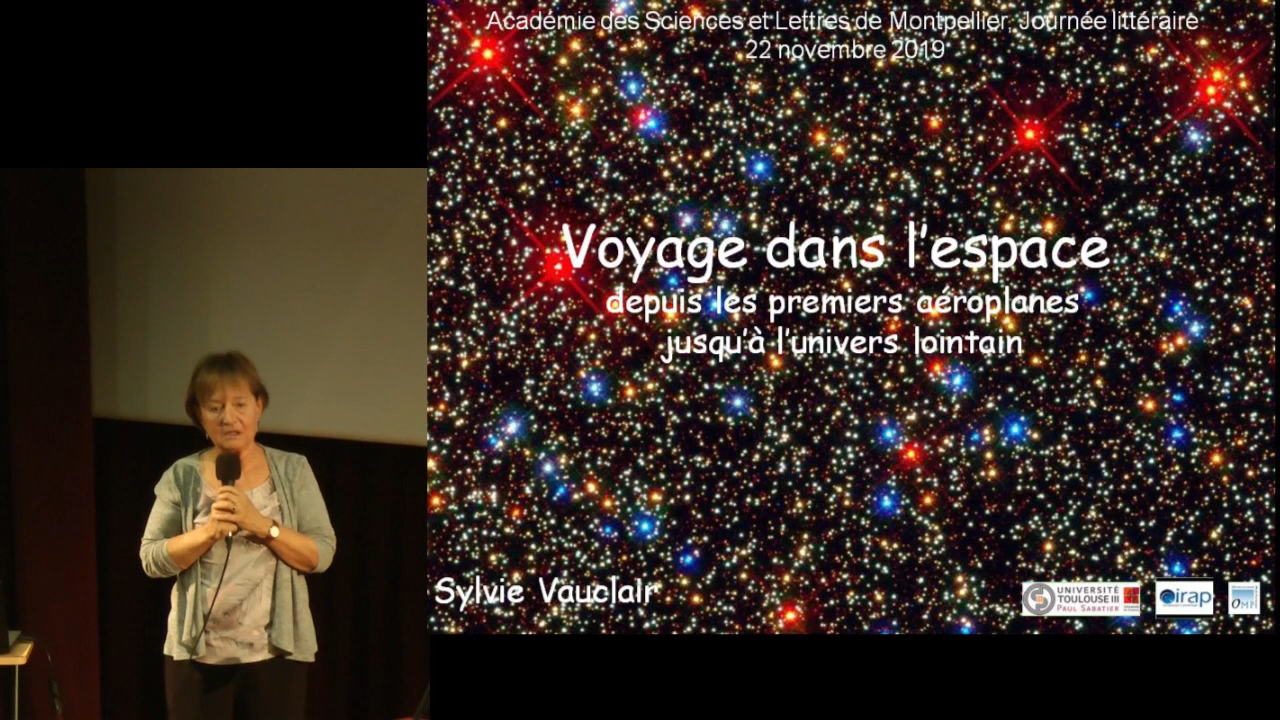 Académie des Sciences et Lettres de Montpellier, Journée littéraire
22 novembre 2019
Voyage dans l'espace
depuis les premiers aéroplanes
jusqu'à l'univers lointain
Sylvie Vauclair
UNIVERSITÉ
TOULOUSE III
PAUL SABATIER
irap
OMP